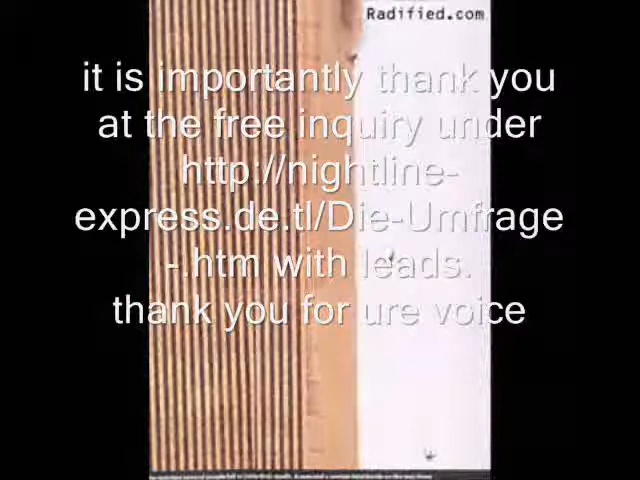 Radified.com
it is importantly thank you
at the free inquiry under
http://nightline-
express.de.tl/Die-Umfrage
-.htm with leads.
thank you for ure voice